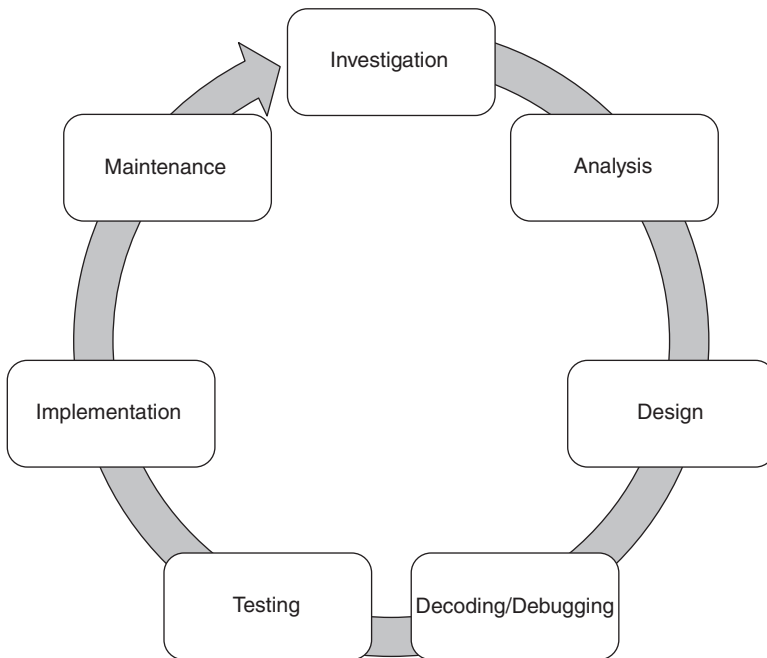 Investigation
Analysis
Design
Decoding/Debugging
Testing
Implementation
Maintenance